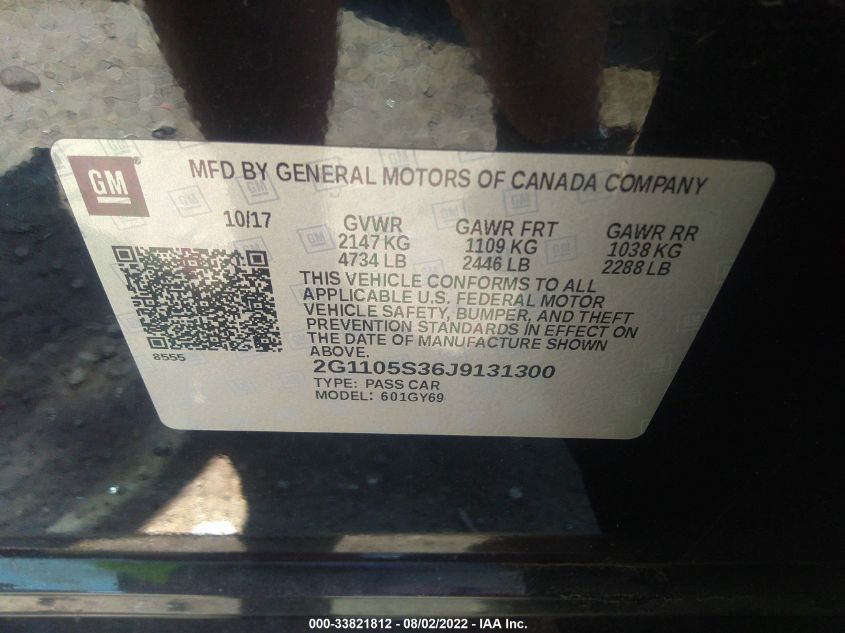 GM
MFD BY GENERAL MOTORS OF CANADA COMPANY
10/17 GVWR GAWR FRT GAWR RR
2147 KG 1109 KG 1038 KG
4734 LB 2446 LB 2288 LB
THIS VEHICLE CONFORMS TO ALL
APPLICABLE U.S. FEDERAL MOTOR
VEHICLE SAFETY, BUMPER, AND THEFT
PREVENTION STANDARDS IN EFFECT ON
THE DATE OF MANUFACTURE SHOWN
ABOVE.
8555
2G1105S36J9131300
TYPE: PASS CAR
MODEL: 601GY69
000-33821812 - 08/02/2022 - IAA Inc.